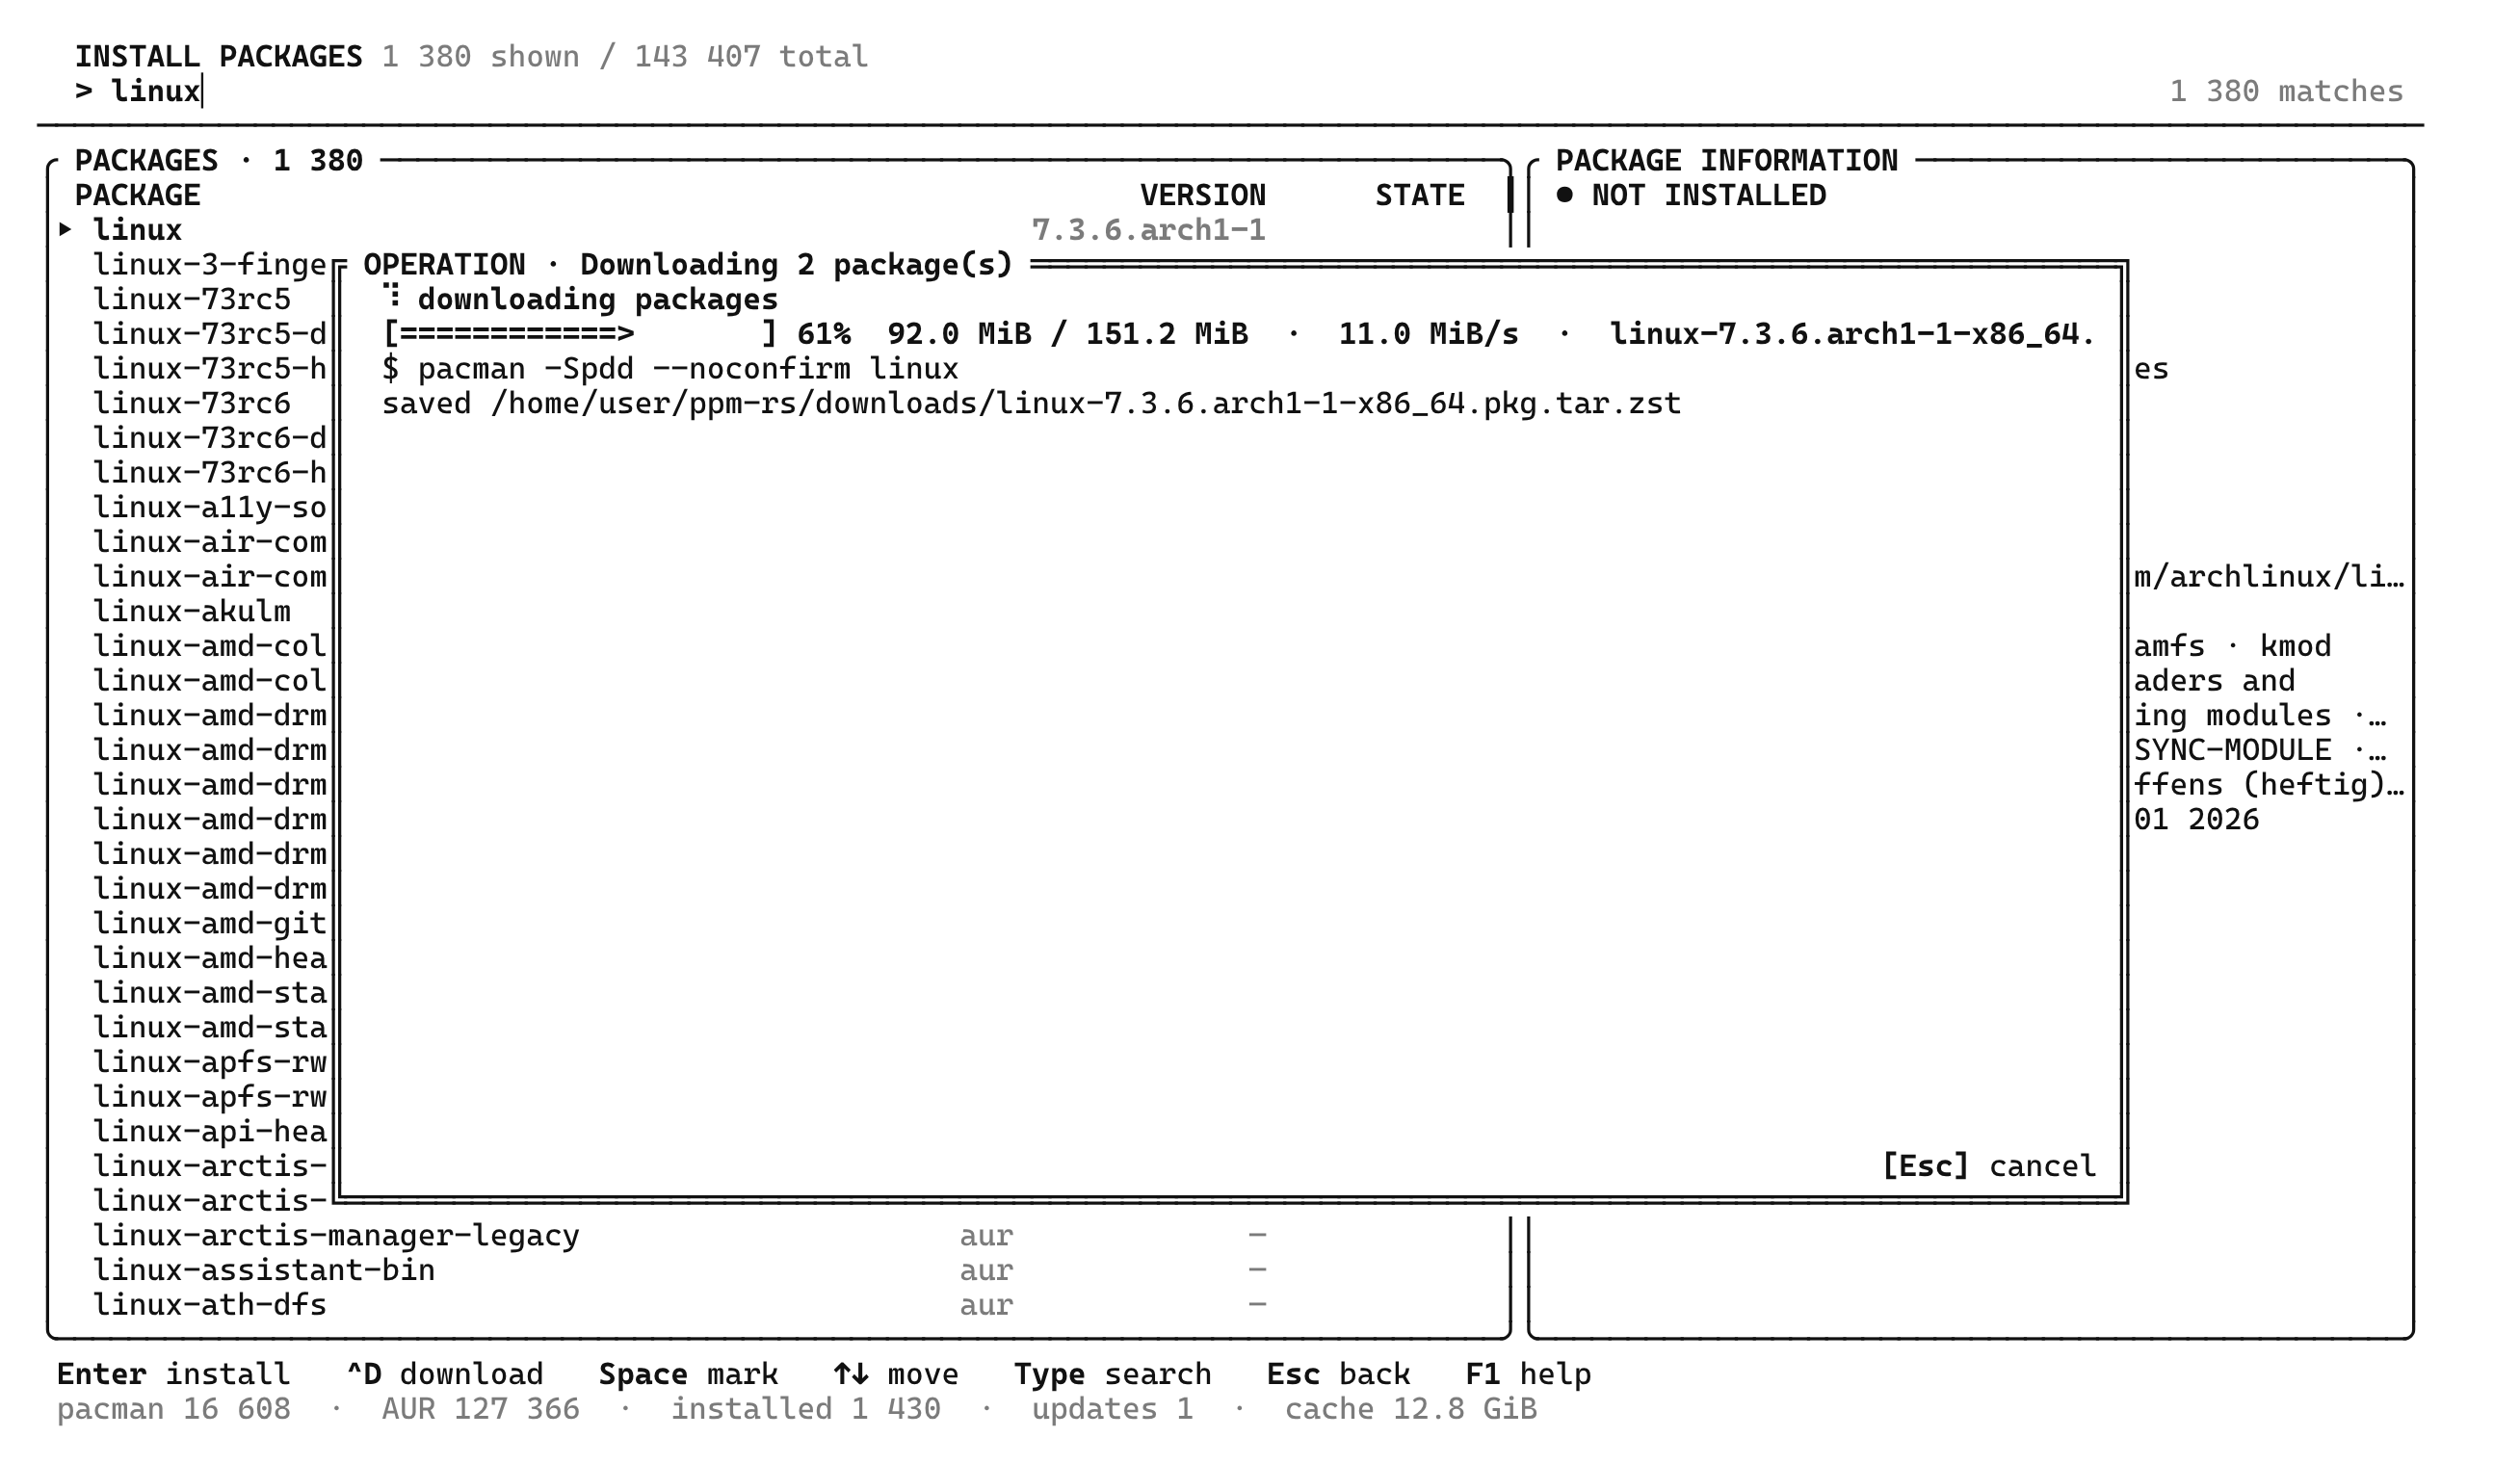 INSTALL PACKAGES 1 380 shown / 143 407 total
> linux 1 380 matches
PACKAGES · 1 380 PACKAGE INFORMATION
PACKAGE VERSION STATE ● NOT INSTALLED
▸ linux 7.3.6.arch1-1
linux-3-finge OPERATION · Downloading 2 package(s)
linux-73rc5 ⠹ downloading packages
linux-73rc5-d [============>       ] 61% 92.0 MiB / 151.2 MiB · 11.0 MiB/s · linux-7.3.6.arch1-1-x86_64.
linux-73rc5-h $ pacman -Spdd --noconfirm linux es
linux-73rc6 saved /home/user/ppm-rs/downloads/linux-7.3.6.arch1-1-x86_64.pkg.tar.zst
linux-73rc6-d
linux-73rc6-h
linux-a11y-so
linux-air-com
linux-air-com m/archlinux/li…
linux-akulm
linux-amd-col amfs · kmod
linux-amd-col aders and
linux-amd-drm ing modules ·…
linux-amd-drm SYNC-MODULE ·…
linux-amd-drm ffens (heftig)…
linux-amd-drm 01 2026
linux-amd-drm
linux-amd-drm
linux-amd-git
linux-amd-hea
linux-amd-sta
linux-amd-sta
linux-apfs-rw
linux-apfs-rw
linux-api-hea
linux-arctis- [Esc] cancel
linux-arctis-
linux-arctis-manager-legacy aur –
linux-assistant-bin aur –
linux-ath-dfs aur –
Enter install ^D download Space mark ↑↓ move Type search Esc back F1 help
pacman 16 608 · AUR 127 366 · installed 1 430 · updates 1 · cache 12.8 GiB